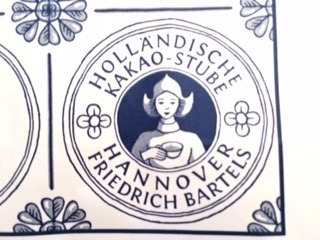 HOLLÄNDISCHE
KAKAO-STUBE
HANNOVER
FRIEDRICH BARTELS